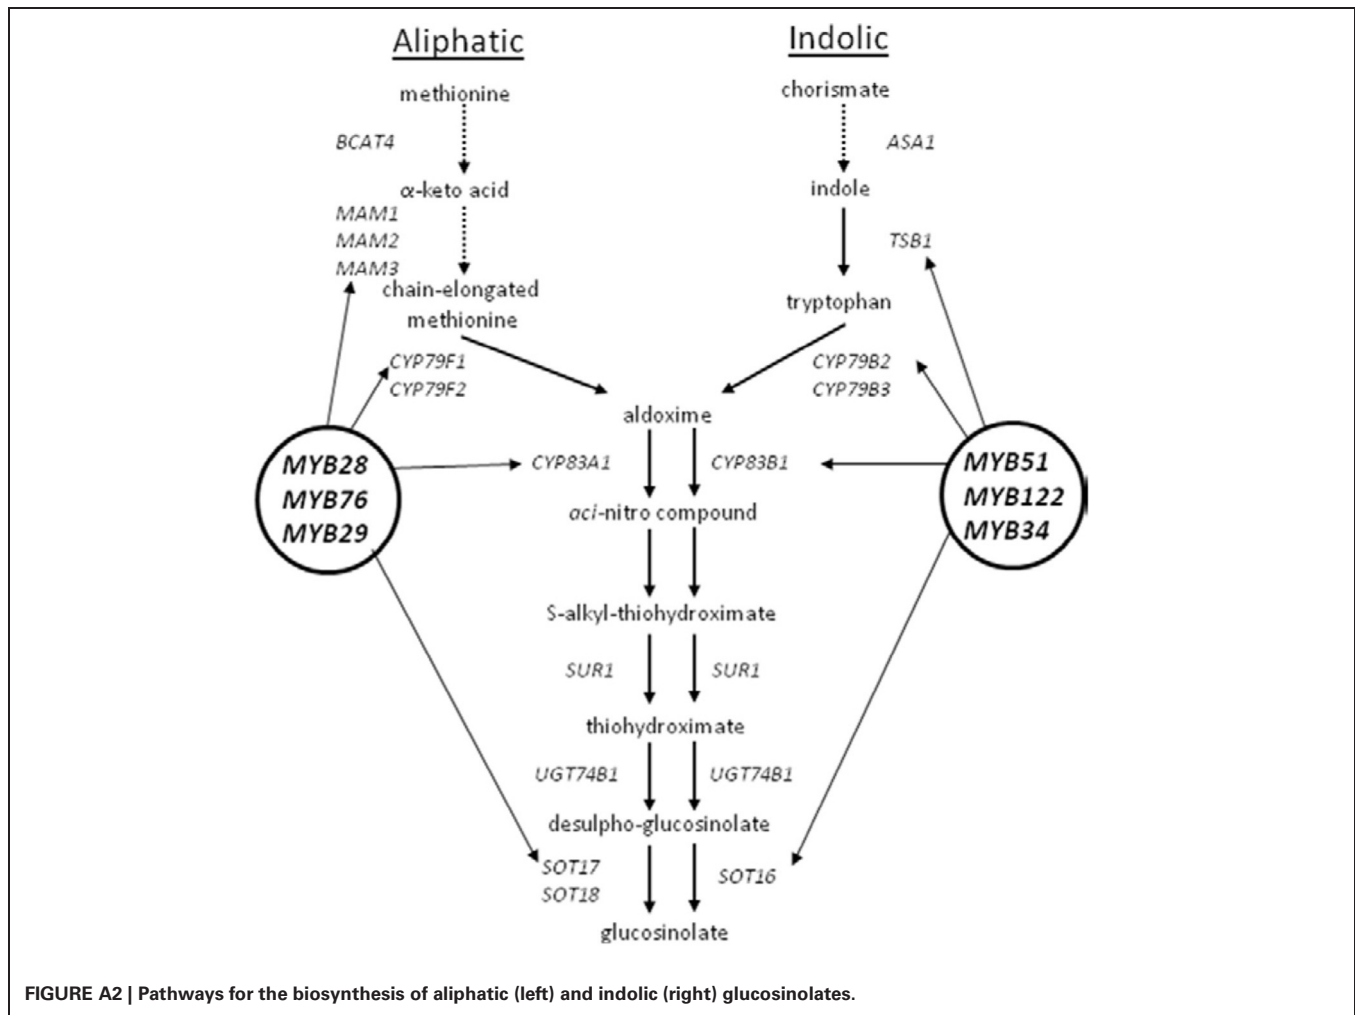 Aliphatic
Indolic
methionine
chorismate
BCAT4
ASA1
α-keto acid
indole
MAM1
MAM2
MAM3
TSB1
chain-elongated
methionine
tryptophan
CYP79F1
CYP79F2
CYP79B2
CYP79B3
aldoxime
MYB28
MYB76
MYB29
CYP83A1
CYP83B1
MYB51
MYB122
MYB34
aci-nitro compound
S-alkyl-thiohydroximate
SUR1
SUR1
thiohydroximate
UGT74B1
UGT74B1
desulpho-glucosinolate
SOT17
SOT18
SOT16
glucosinolate
FIGURE A2 | Pathways for the biosynthesis of aliphatic (left) and indolic (right) glucosinolates.